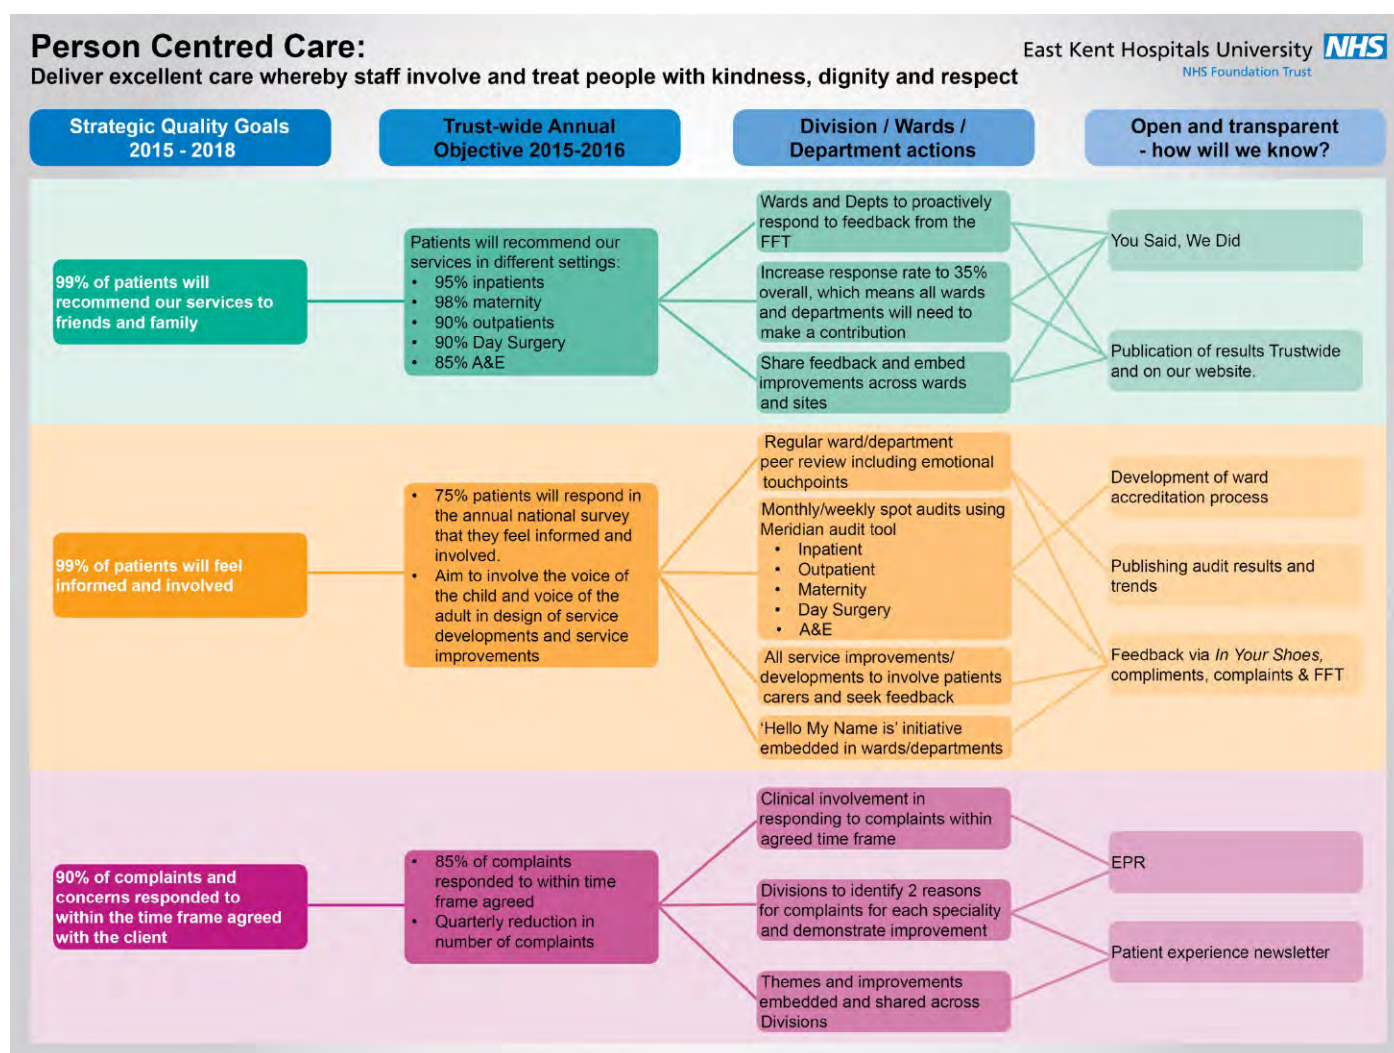 Person Centred Care:
Deliver excellent care whereby staff involve and treat people with kindness, dignity and respect
East Kent Hospitals University NHS
NHS Foundation Trust
Strategic Quality Goals
2015 - 2018
Trust-wide Annual
Objective 2015-2016
Division / Wards /
Department actions
Open and transparent
- how will we know?
99% of patients will
recommend our services to
friends and family
Patients will recommend our
services in different settings:
• 95% inpatients
• 98% maternity
• 90% outpatients
• 90% Day Surgery
• 85% A&E
Wards and Depts to proactively
respond to feedback from the
FFT
Increase response rate to 35%
overall, which means all wards
and departments will need to
make a contribution
Share feedback and embed
improvements across wards
and sites
You Said, We Did
Publication of results Trustwide
and on our website.
99% of patients will feel
informed and involved
• 75% patients will respond in
the annual national survey
that they feel informed and
involved.
• Aim to involve the voice of
the child and voice of the
adult in design of service
developments and service
improvements
Regular ward/department
peer review including emotional
touchpoints
Monthly/weekly spot audits using
Meridian audit tool
• Inpatient
• Outpatient
• Maternity
• Day Surgery
• A&E
All service improvements/
developments to involve patients
carers and seek feedback
‘Hello My Name is’ initiative
embedded in wards/departments
Development of ward
accreditation process
Publishing audit results and
trends
Feedback via In Your Shoes,
compliments, complaints & FFT
90% of complaints and
concerns responded to
within the time frame agreed
with the client
• 85% of complaints
responded to within time
frame agreed
• Quarterly reduction in
number of complaints
Clinical involvement in
responding to complaints within
agreed time frame
Divisions to identify 2 reasons
for complaints for each speciality
and demonstrate improvement
Themes and improvements
embedded and shared across
Divisions
EPR
Patient experience newsletter